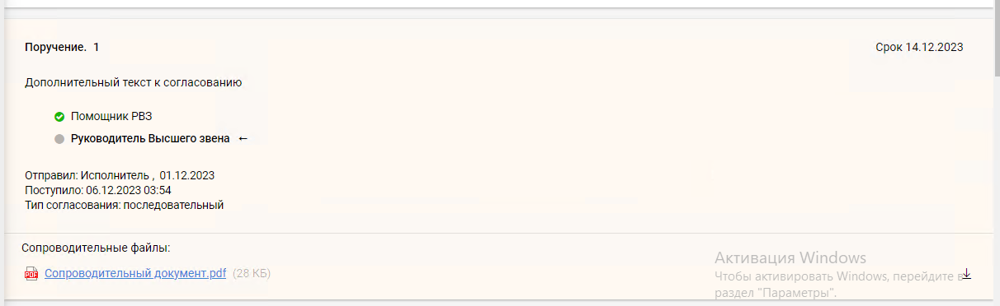 Поручение. 1
Срок 14.12.2023
Дополнительный текст к согласованию
Помощник РВЗ
Руководитель Высшего звена ←
Отправил: Исполнитель , 01.12.2023
Поступило: 06.12.2023 03:54
Тип согласования: последовательный
Сопроводительные файлы:
PDF Сопроводительный документ.pdf (28 КБ)
Активация Windows
Чтобы активировать Windows, перейдите в
раздел "Параметры".